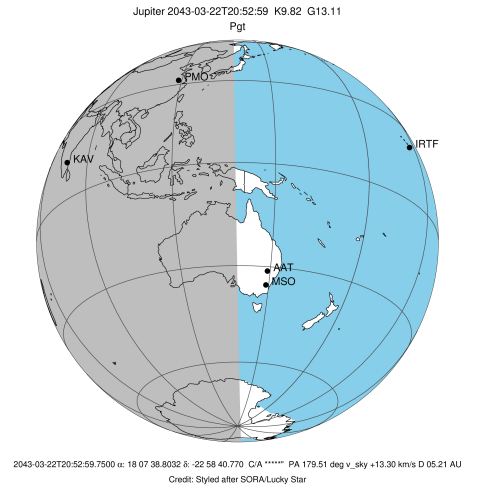 Jupiter 2043-03-22T20:52:59 K9.82 G13.11
Pgt
PMO
IRTF
KAV
AAT
MSO
2043-03-22T20:52:59.7500 α: 18 07 38.8032 δ: -22 58 40.770 C/A *****" PA 179.51 deg v_sky +13.30 km/s D 05.21 AU
Credit: Styled after SORA/Lucky Star